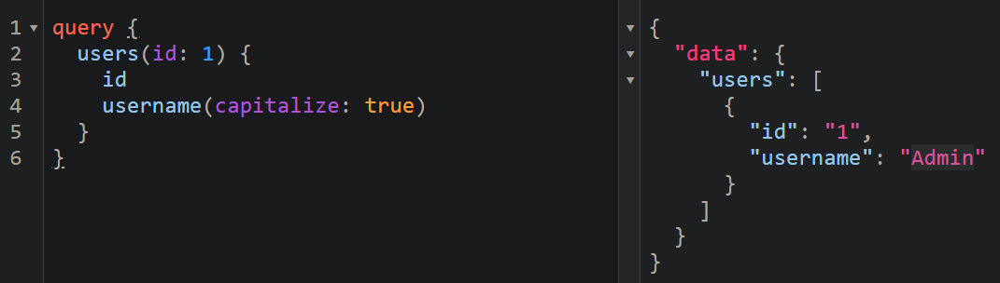 1 query {
2 users(id: 1) {
3 id
4 username(capitalize: true)
5 }
6 }
{
"data": {
"users": [
{
"id": "1",
"username": "Admin"
}
]
}
}